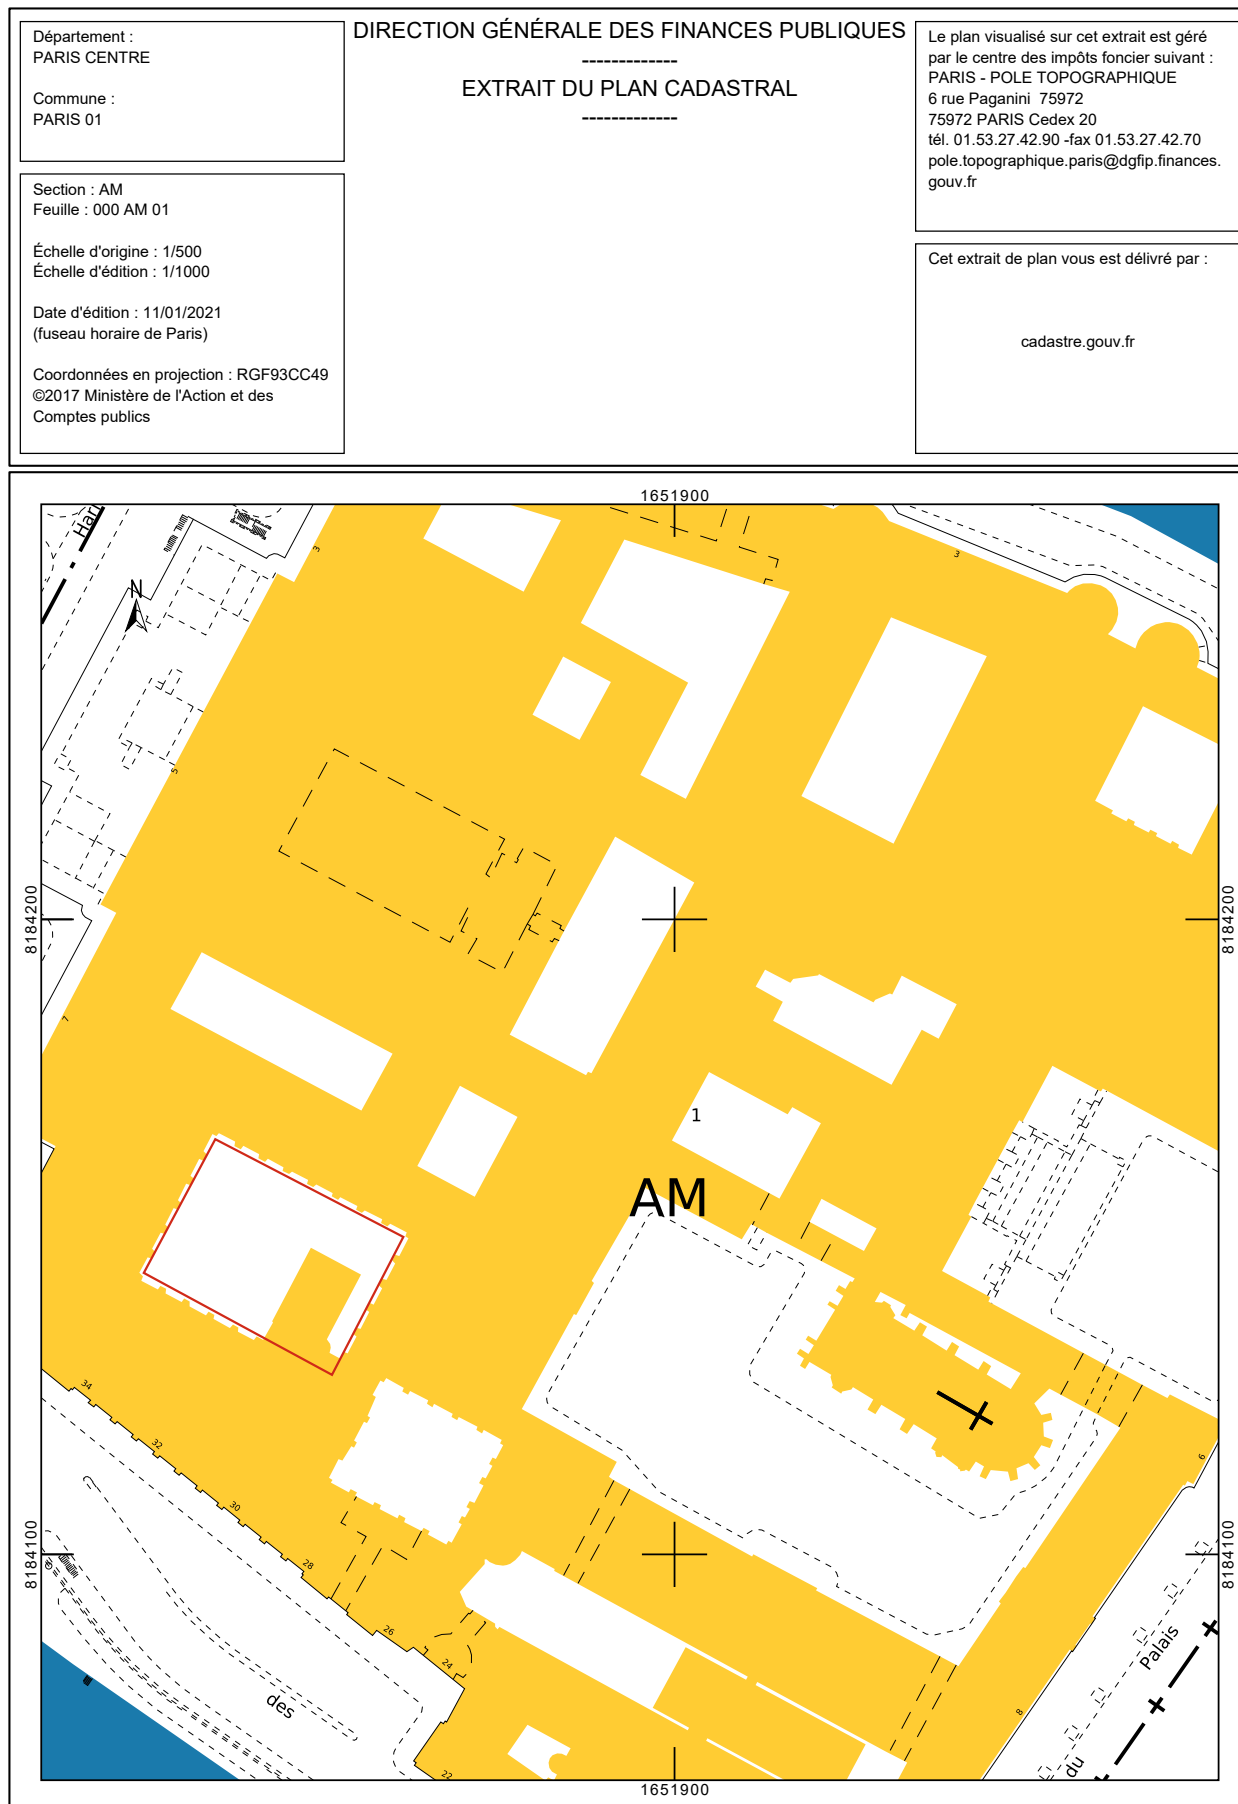 Département :
PARIS CENTRE
Commune :
PARIS 01
Section : AM
Feuille : 000 AM 01
Échelle d'origine : 1/500
Échelle d'édition : 1/1000
Date d'édition : 11/01/2021
(fuseau horaire de Paris)
Coordonnées en projection : RGF93CC49
©2017 Ministère de l'Action et des
Comptes publics
DIRECTION GÉNÉRALE DES FINANCES PUBLIQUES
-------------
EXTRAIT DU PLAN CADASTRAL
-------------
Le plan visualisé sur cet extrait est géré
par le centre des impôts foncier suivant :
PARIS - POLE TOPOGRAPHIQUE
6 rue Paganini 75972
75972 PARIS Cedex 20
tél. 01.53.27.42.90 -fax 01.53.27.42.70
pole.topographique.paris@dgfip.finances.
gouv.fr
Cet extrait de plan vous est délivré par :
cadastre.gouv.fr
1651900
Harl
3
3
N
5
8184200
8184200
7
1
AM
34
32
30
28
26
24
22
6
8
8184100
8184100
des
Palais
du
1651900